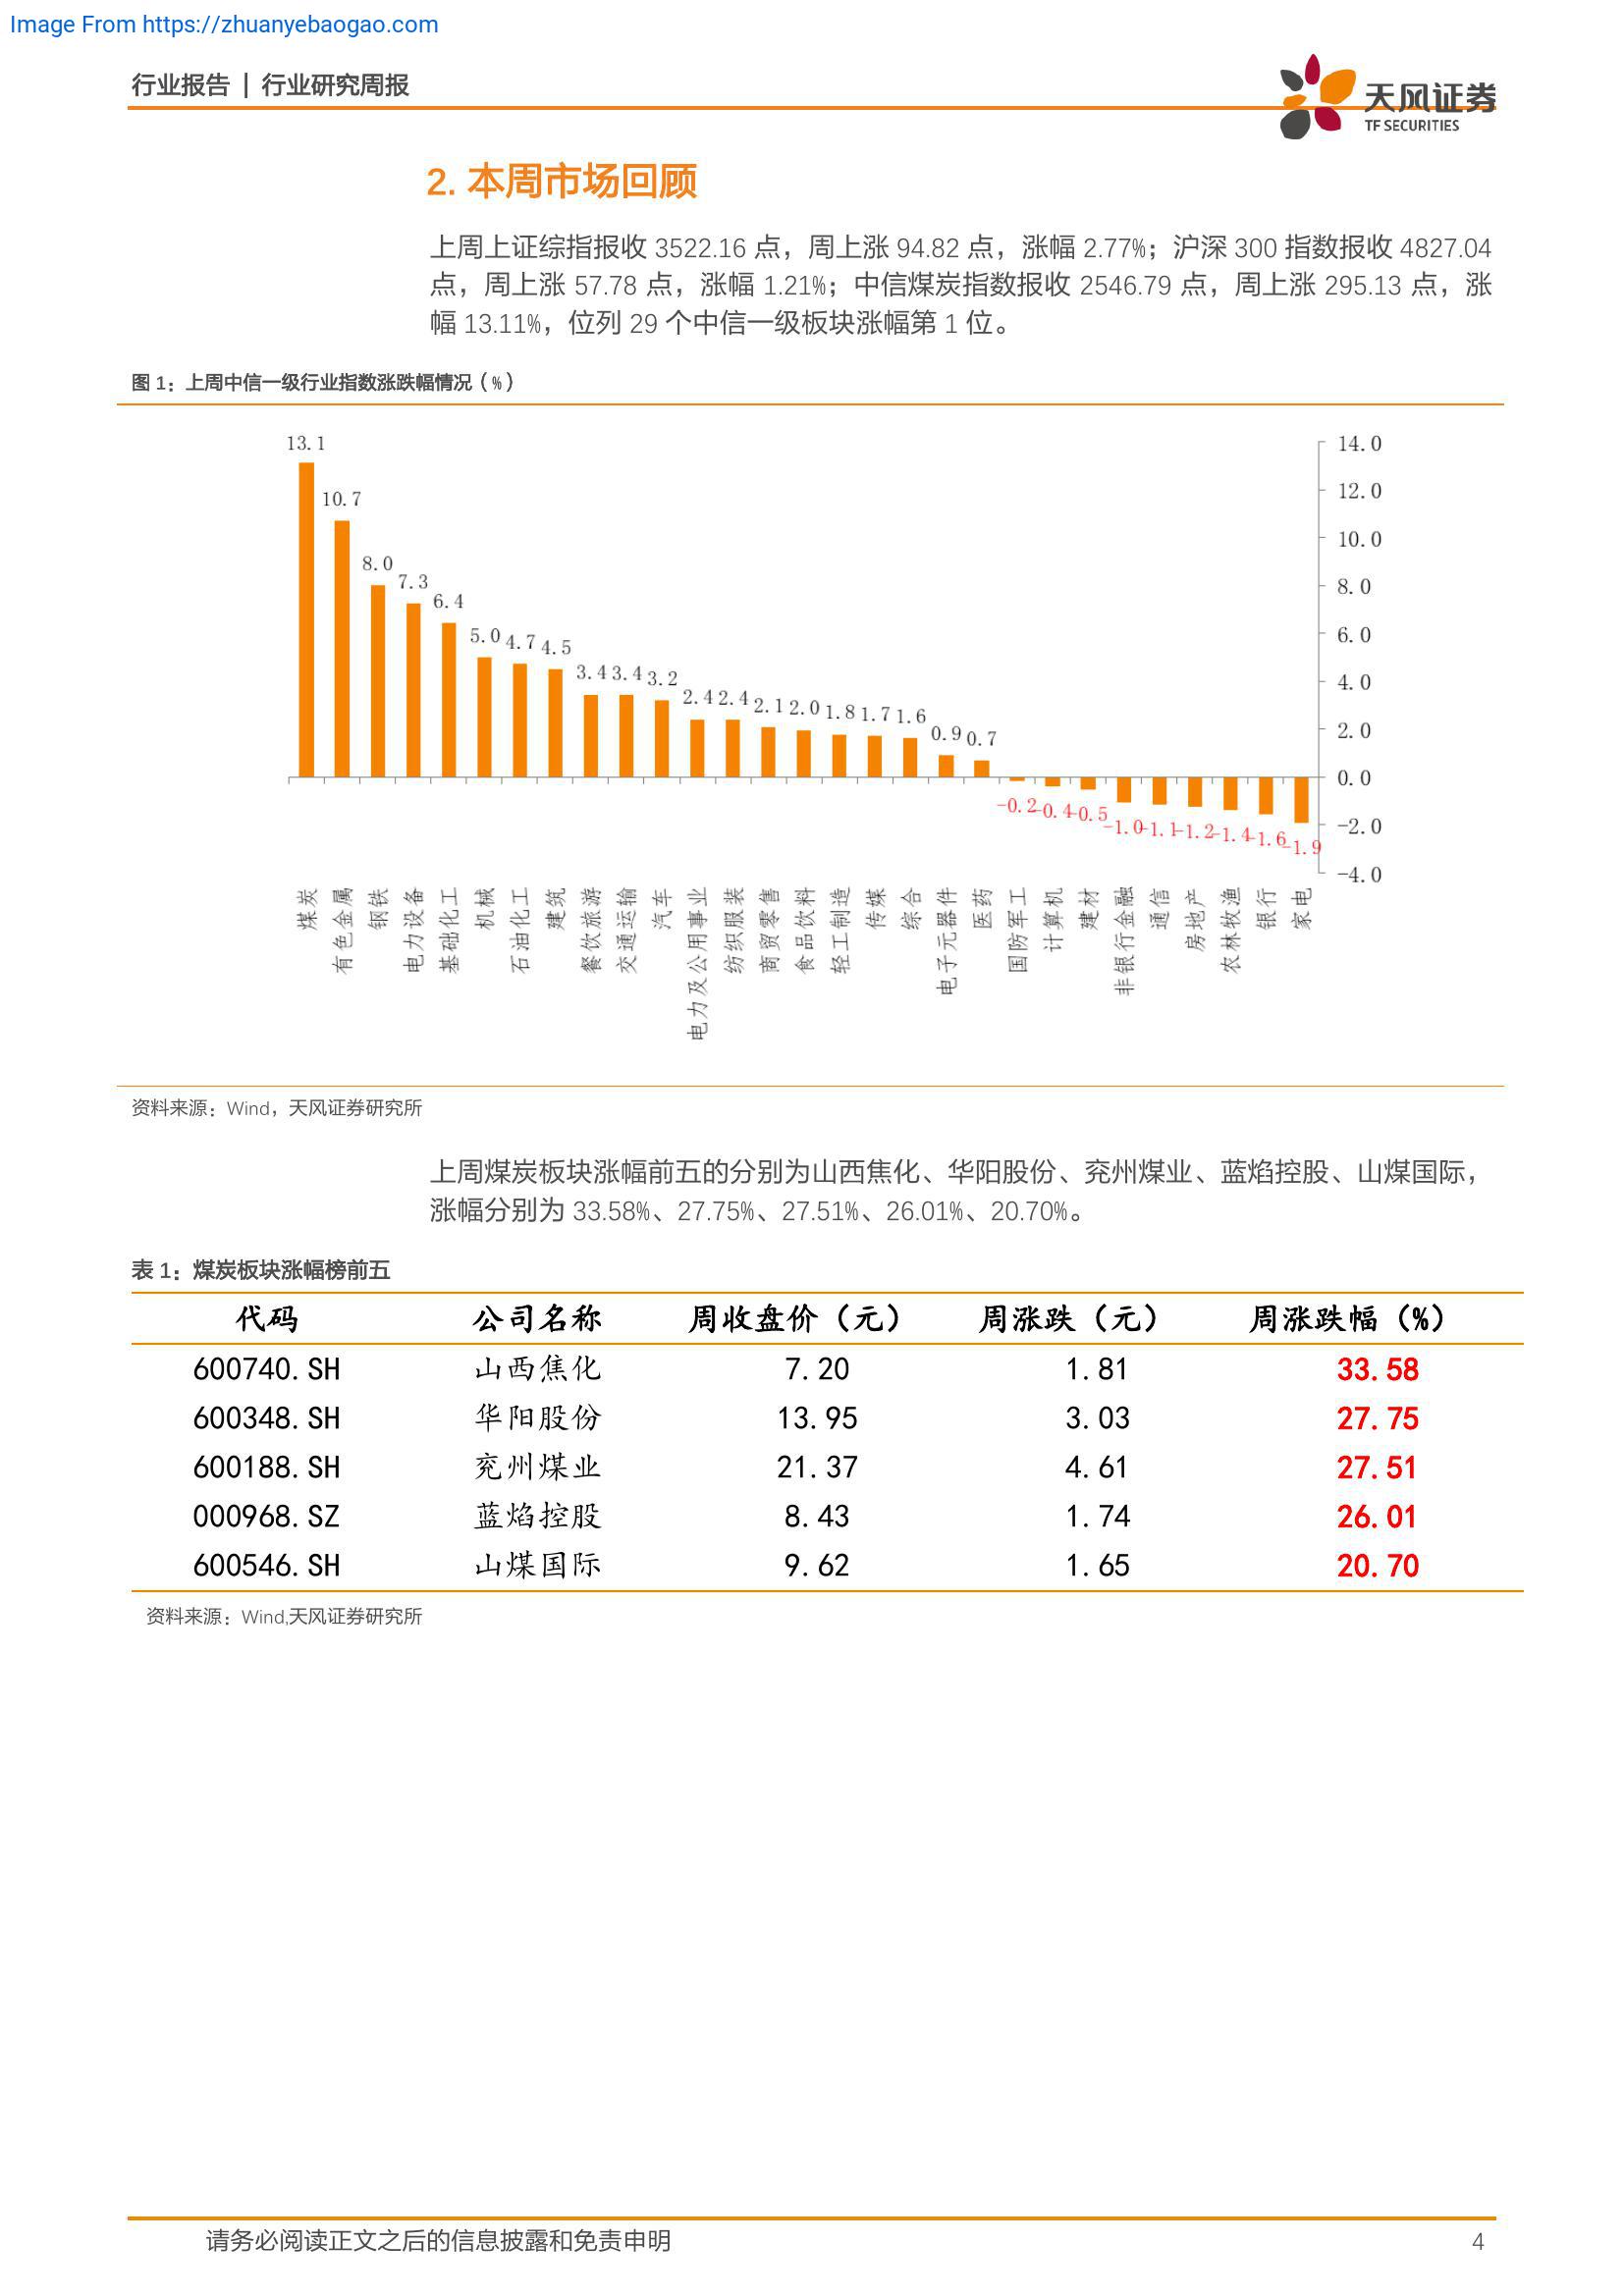 Image From https://zhuanyebaogao.com
行业报告 | 行业研究周报
天风证券
TF SECURITIES
2. 本周市场回顾
上周上证综指报收 3522.16 点，周上涨 94.82 点，涨幅 2.77%；沪深 300 指数报收 4827.04
点，周上涨 57.78 点，涨幅 1.21%；中信煤炭指数报收 2546.79 点，周上涨 295.13 点，涨
幅 13.11%，位列 29 个中信一级板块涨幅第 1 位。
图 1：上周中信一级行业指数涨跌幅情况（%）
13.1
10.7
8.0
7.3
6.4
5.0
4.7
4.5
3.4
3.4
3.2
2.4
2.4
2.1
2.0
1.8
1.7
1.6
0.9
0.7
-0.2
-0.4
-0.5
-1.0
-1.1
-1.2
-1.4
-1.6
-1.9
14.0
12.0
10.0
8.0
6.0
4.0
2.0
0.0
-2.0
-4.0
煤炭
有色金属
钢铁
电力设备
基础化工
机械
石油化工
建筑
餐饮旅游
交通运输
汽车
电力及公用事业
纺织服装
商贸零售
食品饮料
轻工制造
传媒
综合
电子元器件
医药
国防军工
计算机
建材
非银行金融
通信
房地产
农林牧渔
银行
家电
资料来源：Wind，天风证券研究所
上周煤炭板块涨幅前五的分别为山西焦化、华阳股份、兖州煤业、蓝焰控股、山煤国际，
涨幅分别为 33.58%、27.75%、27.51%、26.01%、20.70%。
表 1：煤炭板块涨幅榜前五
代码 公司名称 周收盘价（元） 周涨跌（元） 周涨跌幅（%）
600740.SH 山西焦化 7.20 1.81 33.58
600348.SH 华阳股份 13.95 3.03 27.75
600188.SH 兖州煤业 21.37 4.61 27.51
000968.SZ 蓝焰控股 8.43 1.74 26.01
600546.SH 山煤国际 9.62 1.65 20.70
资料来源：Wind,天风证券研究所
请务必阅读正文之后的信息披露和免责申明 4